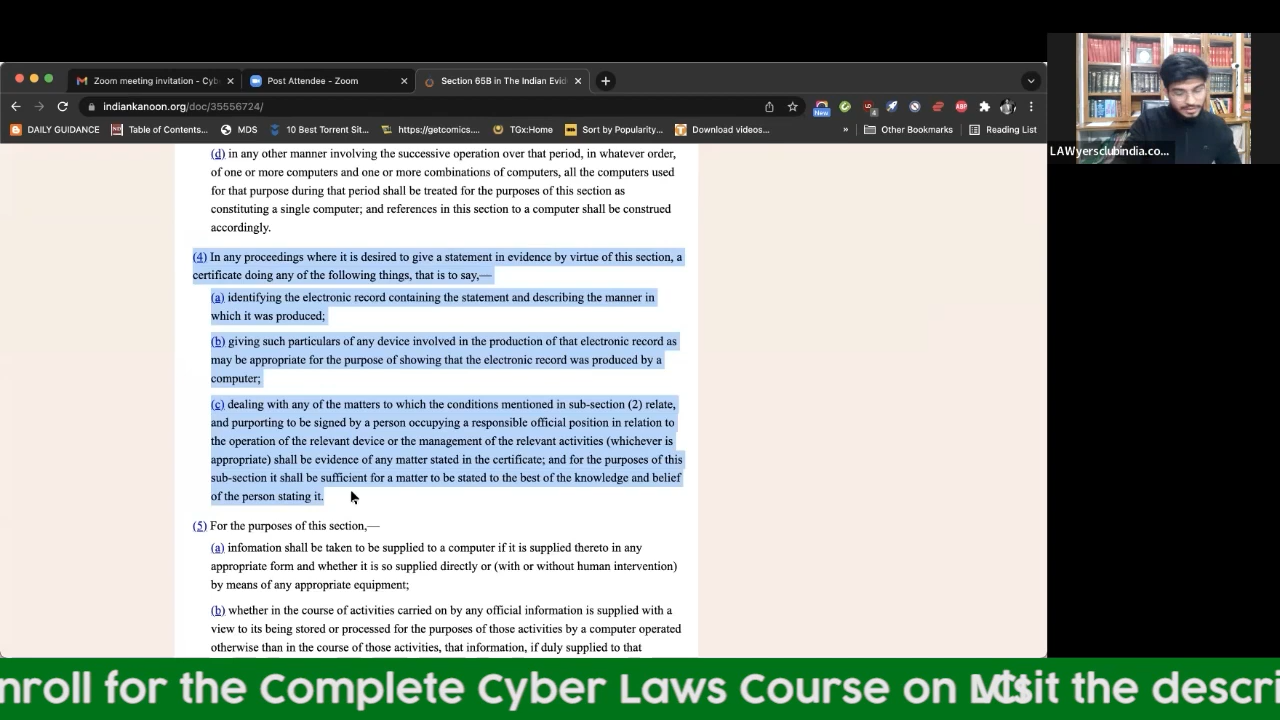 Zoom meeting invitation - Cyb
Post Attendee - Zoom
Section 65B in The Indian Evid
indiankanoon.org/doc/35556724/
New
4
ABP
DAILY GUIDANCE
Table of Contents...
MDS
10 Best Torrent Sit...
https://getcomics...
TGx:Home
Sort by Popularity...
Download videos...
»
Other Bookmarks
Reading List
LAWyersclubindia.co...
(d) in any other manner involving the successive operation over that period, in whatever order,
of one or more computers and one or more combinations of computers, all the computers used
for that purpose during that period shall be treated for the purposes of this section as
constituting a single computer; and references in this section to a computer shall be construed
accordingly.
(4) In any proceedings where it is desired to give a statement in evidence by virtue of this section, a
certificate doing any of the following things, that is to say,—
(a) identifying the electronic record containing the statement and describing the manner in
which it was produced;
(b) giving such particulars of any device involved in the production of that electronic record as
may be appropriate for the purpose of showing that the electronic record was produced by a
computer;
(c) dealing with any of the matters to which the conditions mentioned in sub-section (2) relate,
and purporting to be signed by a person occupying a responsible official position in relation to
the operation of the relevant device or the management of the relevant activities (whichever is
appropriate) shall be evidence of any matter stated in the certificate; and for the purposes of this
sub-section it shall be sufficient for a matter to be stated to the best of the knowledge and belief
of the person stating it.
(5) For the purposes of this section,—
(a) infomation shall be taken to be supplied to a computer if it is supplied thereto in any
appropriate form and whether it is so supplied directly or (with or without human intervention)
by means of any appropriate equipment;
(b) whether in the course of activities carried on by any official information is supplied with a
view to its being stored or processed for the purposes of those activities by a computer operated
otherwise than in the course of those activities, that information, if duly supplied to that
nroll for the Complete Cyber Laws Course on Visit the descri